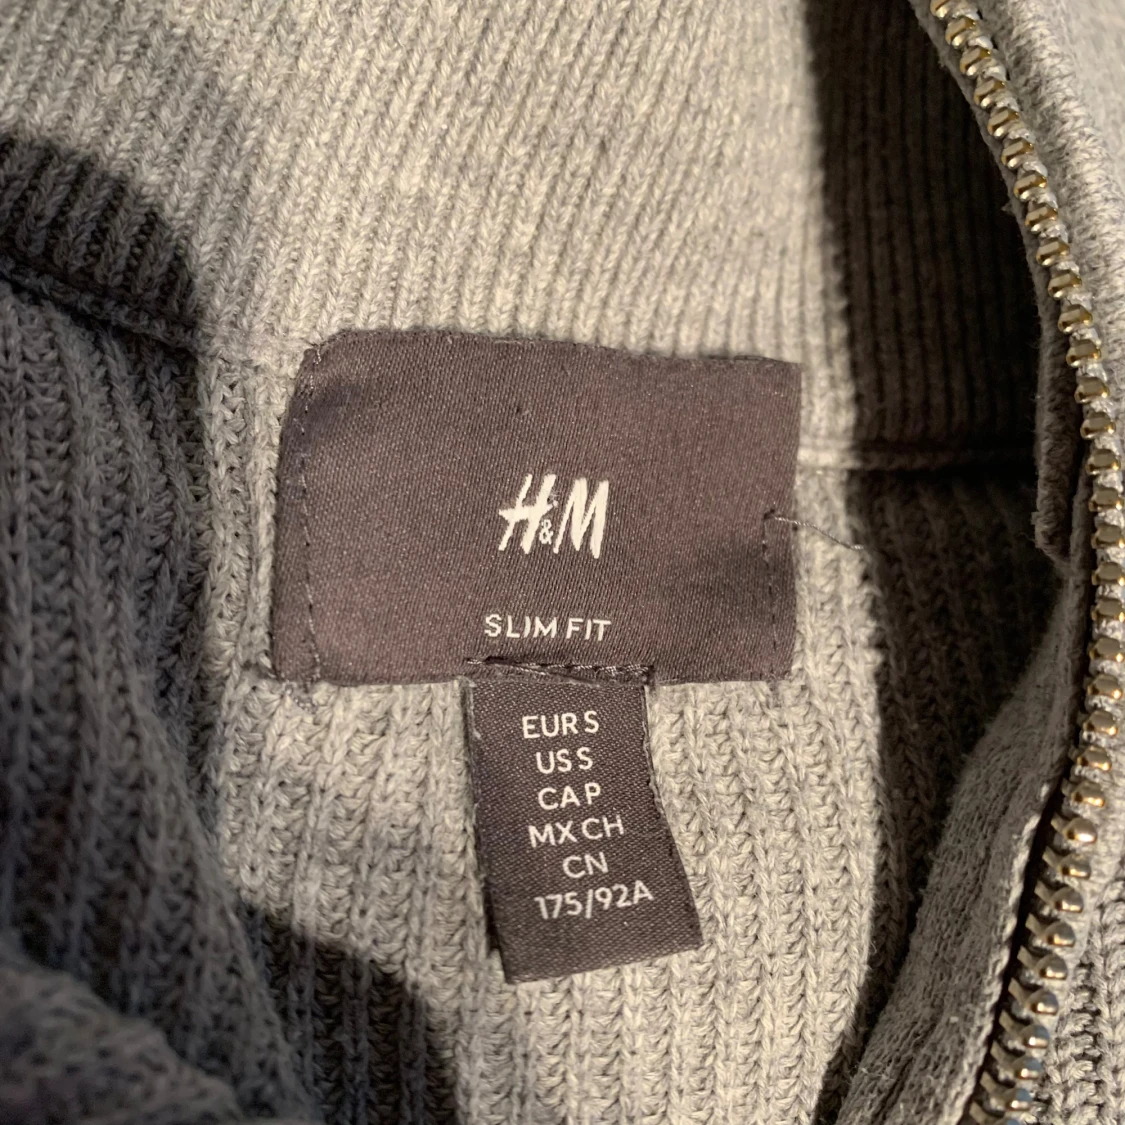 H&M
SLIM FIT
EUR S
US S
CA P
MX CH
CN
175/92A